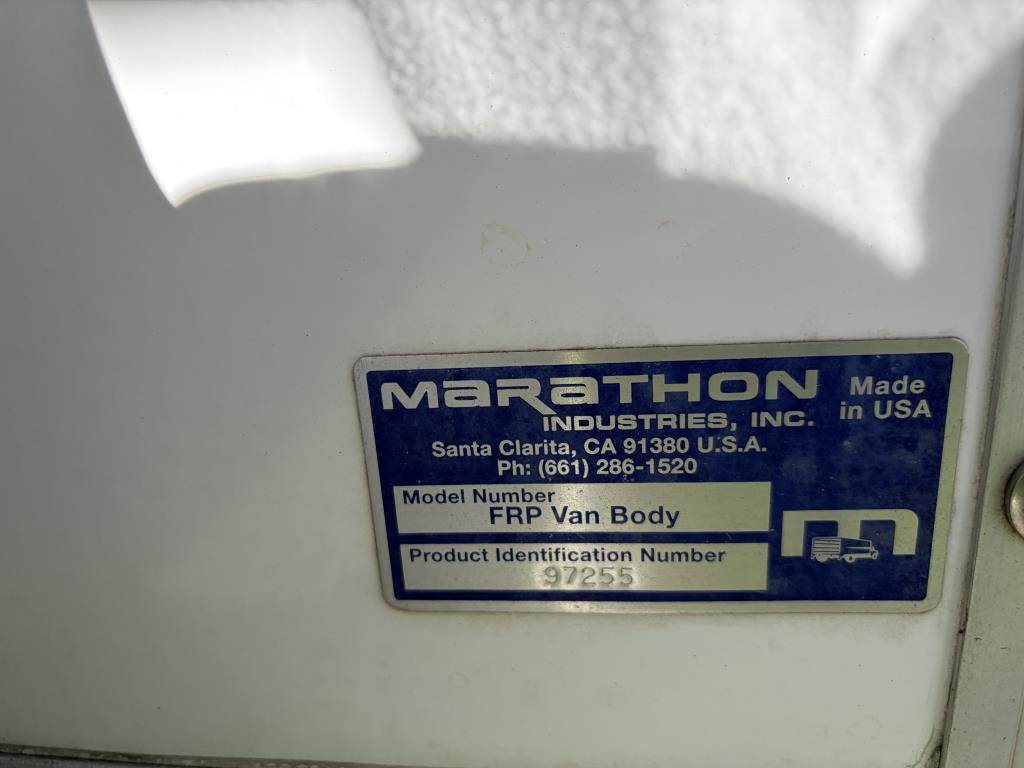 MaRaTHON
INDUSTRIES, INC.
Made
in USA
Santa Clarita, CA 91380 U.S.A.
Ph: (661) 286-1520
Model Number
FRP Van Body
Product Identification Number
97255